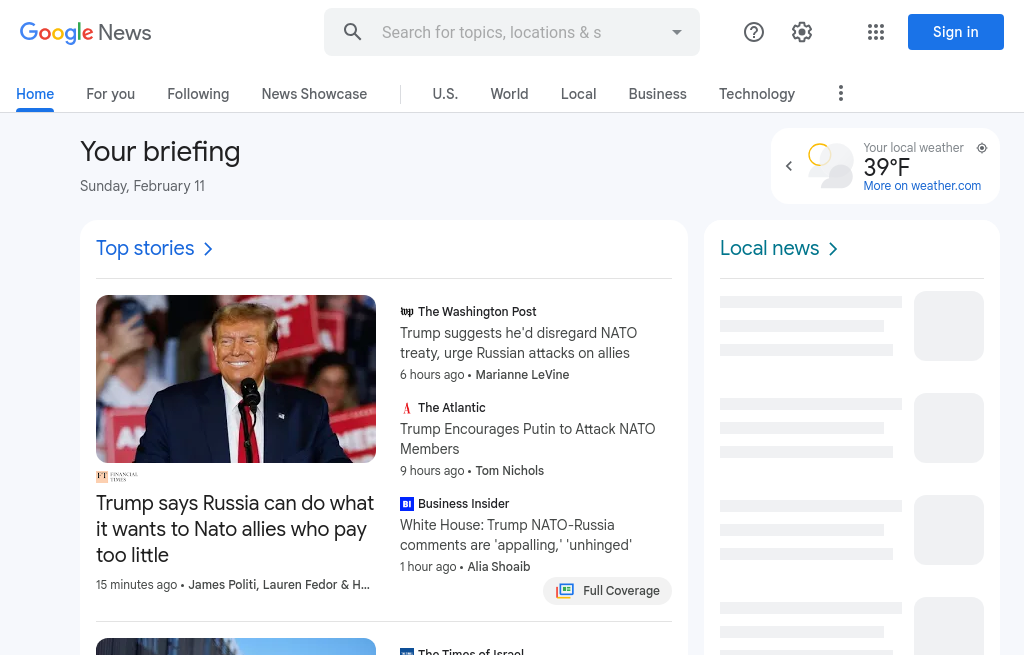 Google News
Search for topics, locations & s
Sign in
Home
For you
Following
News Showcase
U.S.
World
Local
Business
Technology
Your briefing
Sunday, February 11
Your local weather
39°F
More on weather.com
Top stories
Local news
FT FINANCIAL TIMES
Trump says Russia can do what
it wants to Nato allies who pay
too little
15 minutes ago • James Politi, Lauren Fedor & H...
wp The Washington Post
Trump suggests he'd disregard NATO
treaty, urge Russian attacks on allies
6 hours ago • Marianne LeVine
A The Atlantic
Trump Encourages Putin to Attack NATO
Members
9 hours ago • Tom Nichols
BI Business Insider
White House: Trump NATO-Russia
comments are 'appalling,' 'unhinged'
1 hour ago • Alia Shoaib
Full Coverage
The Times of Israel